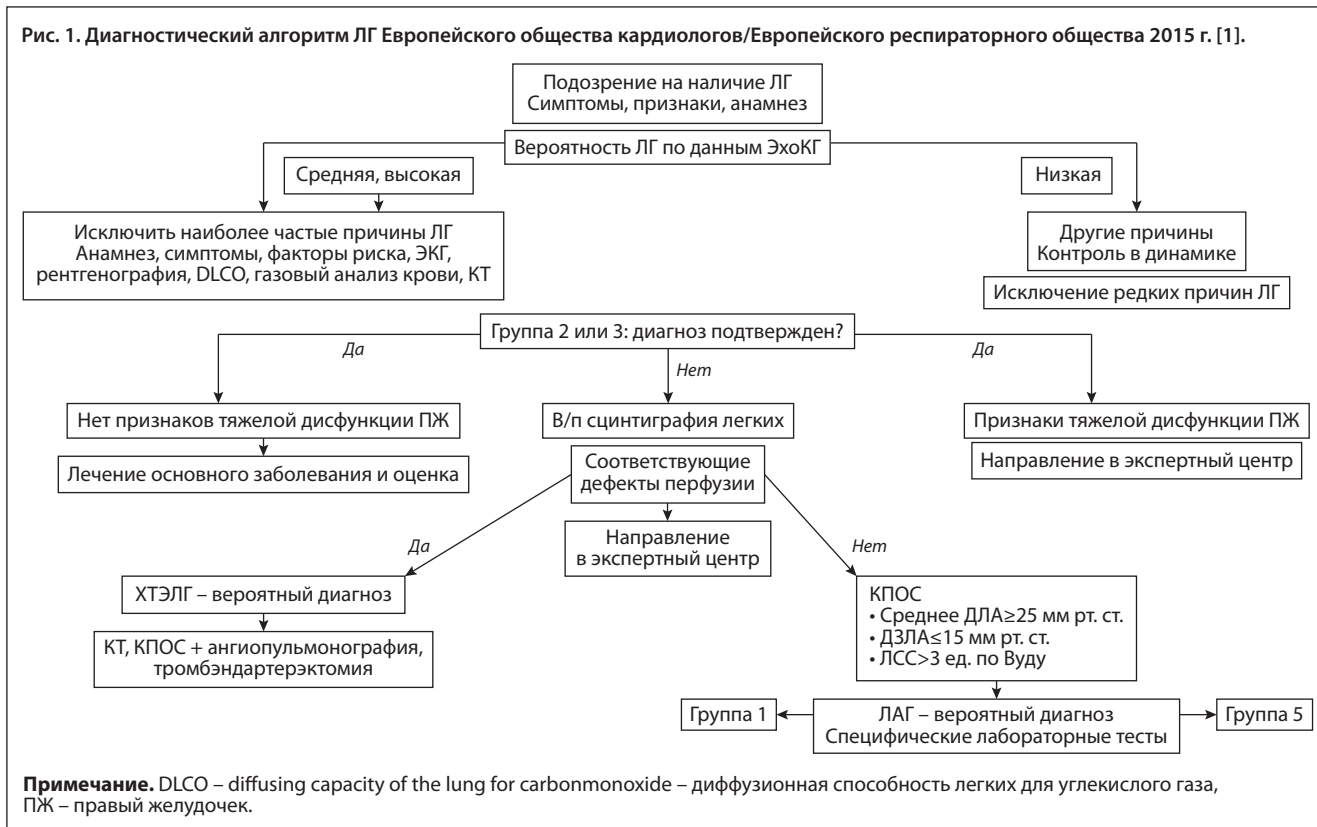 Рис. 1. Диагностический алгоритм ЛГ Европейского общества кардиологов/Европейского респираторного общества 2015 г. [1].
Подозрение на наличие ЛГ
Симптомы, признаки, анамнез
Вероятность ЛГ по данным ЭхоКГ
Средняя, высокая
Низкая
Исключить наиболее частые причины ЛГ
Анамнез, симптомы, факторы риска, ЭКГ,
рентгенография, DLCO, газовый анализ крови, КТ
Другие причины
Контроль в динамике
Исключение редких причин ЛГ
Группа 2 или 3: диагноз подтвержден?
Да
Нет
Да
Нет признаков тяжелой дисфункции ПЖ
В/п сцинтиграфия легких
Признаки тяжелой дисфункции ПЖ
Лечение основного заболевания и оценка
Соответствующие
дефекты перфузии
Направление в экспертный центр
Да
Направление
в экспертный центр
Нет
ХТЭЛГ – вероятный диагноз
КТ, КПОС + ангиопульмонография,
тромбэндартерэктомия
КПОС
• Среднее ДЛА≥25 мм рт. ст.
• ДЗЛА≤15 мм рт. ст.
• ЛСС>3 ед. по Вуду
Группа 1
ЛАГ – вероятный диагноз
Специфические лабораторные тесты
Группа 5
Примечание. DLCO – diffusing capacity of the lung for carbonmonoxide – диффузионная способность легких для углекислого газа,
ПЖ – правый желудочек.